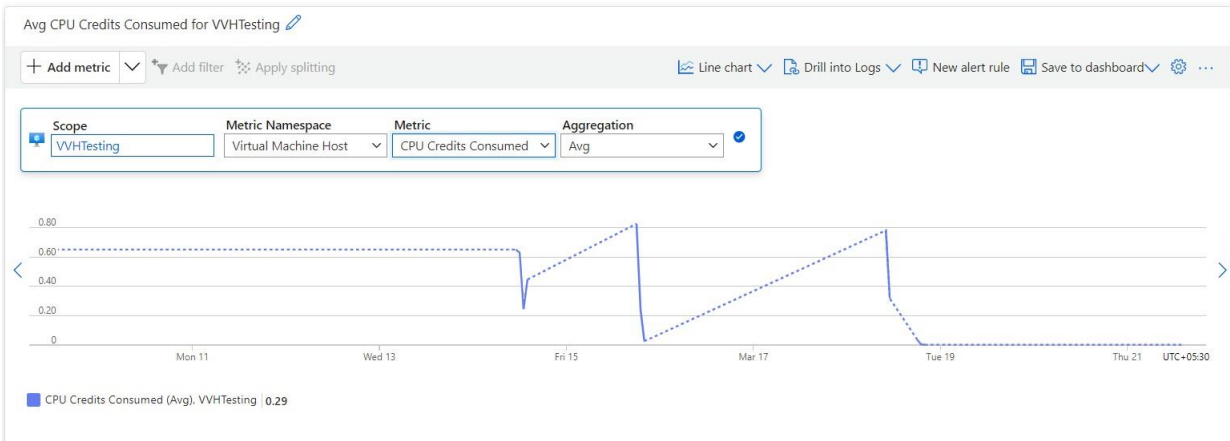 Avg CPU Credits Consumed for VVHTesting
Add metric Add filter Apply splitting Line chart Drill into Logs New alert rule Save to dashboard ...
Scope Metric Namespace Metric Aggregation
VVHTesting Virtual Machine Host CPU Credits Consumed Avg
0.80
0.60
0.40
0.20
0
Mon 11 Wed 13 Fri 15 Mar 17 Tue 19 Thu 21 UTC+05:30
CPU Credits Consumed (Avg), VVHTesting 0.29